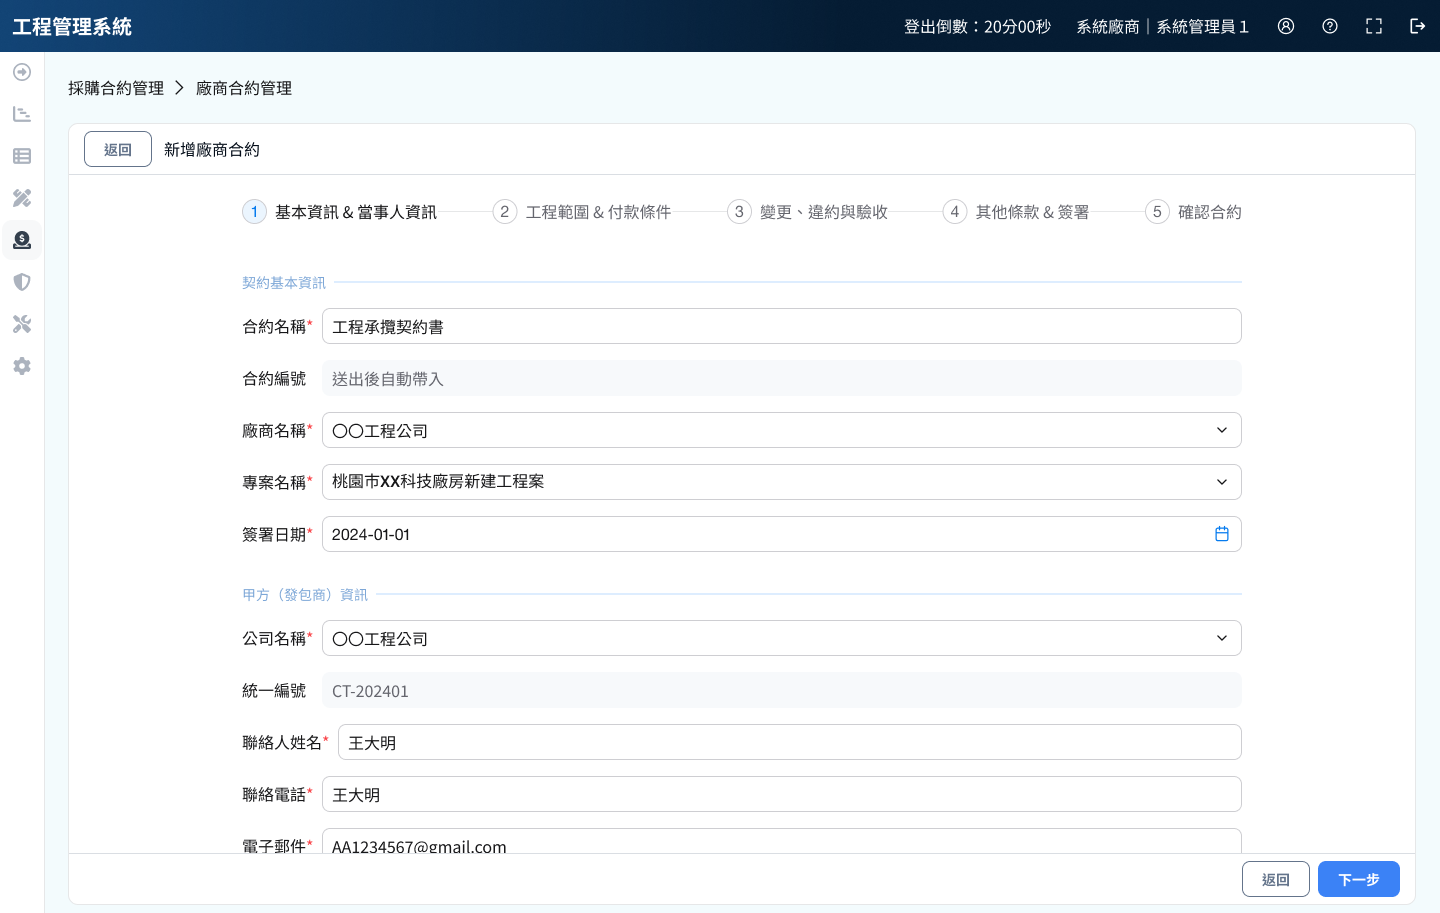 工程管理系統
登出倒數：20分00秒
系統廠商｜系統管理員１
採購合約管理 > 廠商合約管理
返回 新增廠商合約
1 基本資訊 & 當事人資訊 2 工程範圍 & 付款條件 3 變更、違約與驗收 4 其他條款 & 簽署 5 確認合約
契約基本資訊
合約名稱* 工程承攬契約書
合約編號 送出後自動帶入
廠商名稱* 〇〇工程公司
專案名稱* 桃園市XX科技廠房新建工程案
簽署日期* 2024-01-01
甲方（發包商）資訊
公司名稱* 〇〇工程公司
統一編號 CT-202401
聯絡人姓名* 王大明
聯絡電話* 王大明
電子郵件* AA1234567@gmail.com
返回 下一步